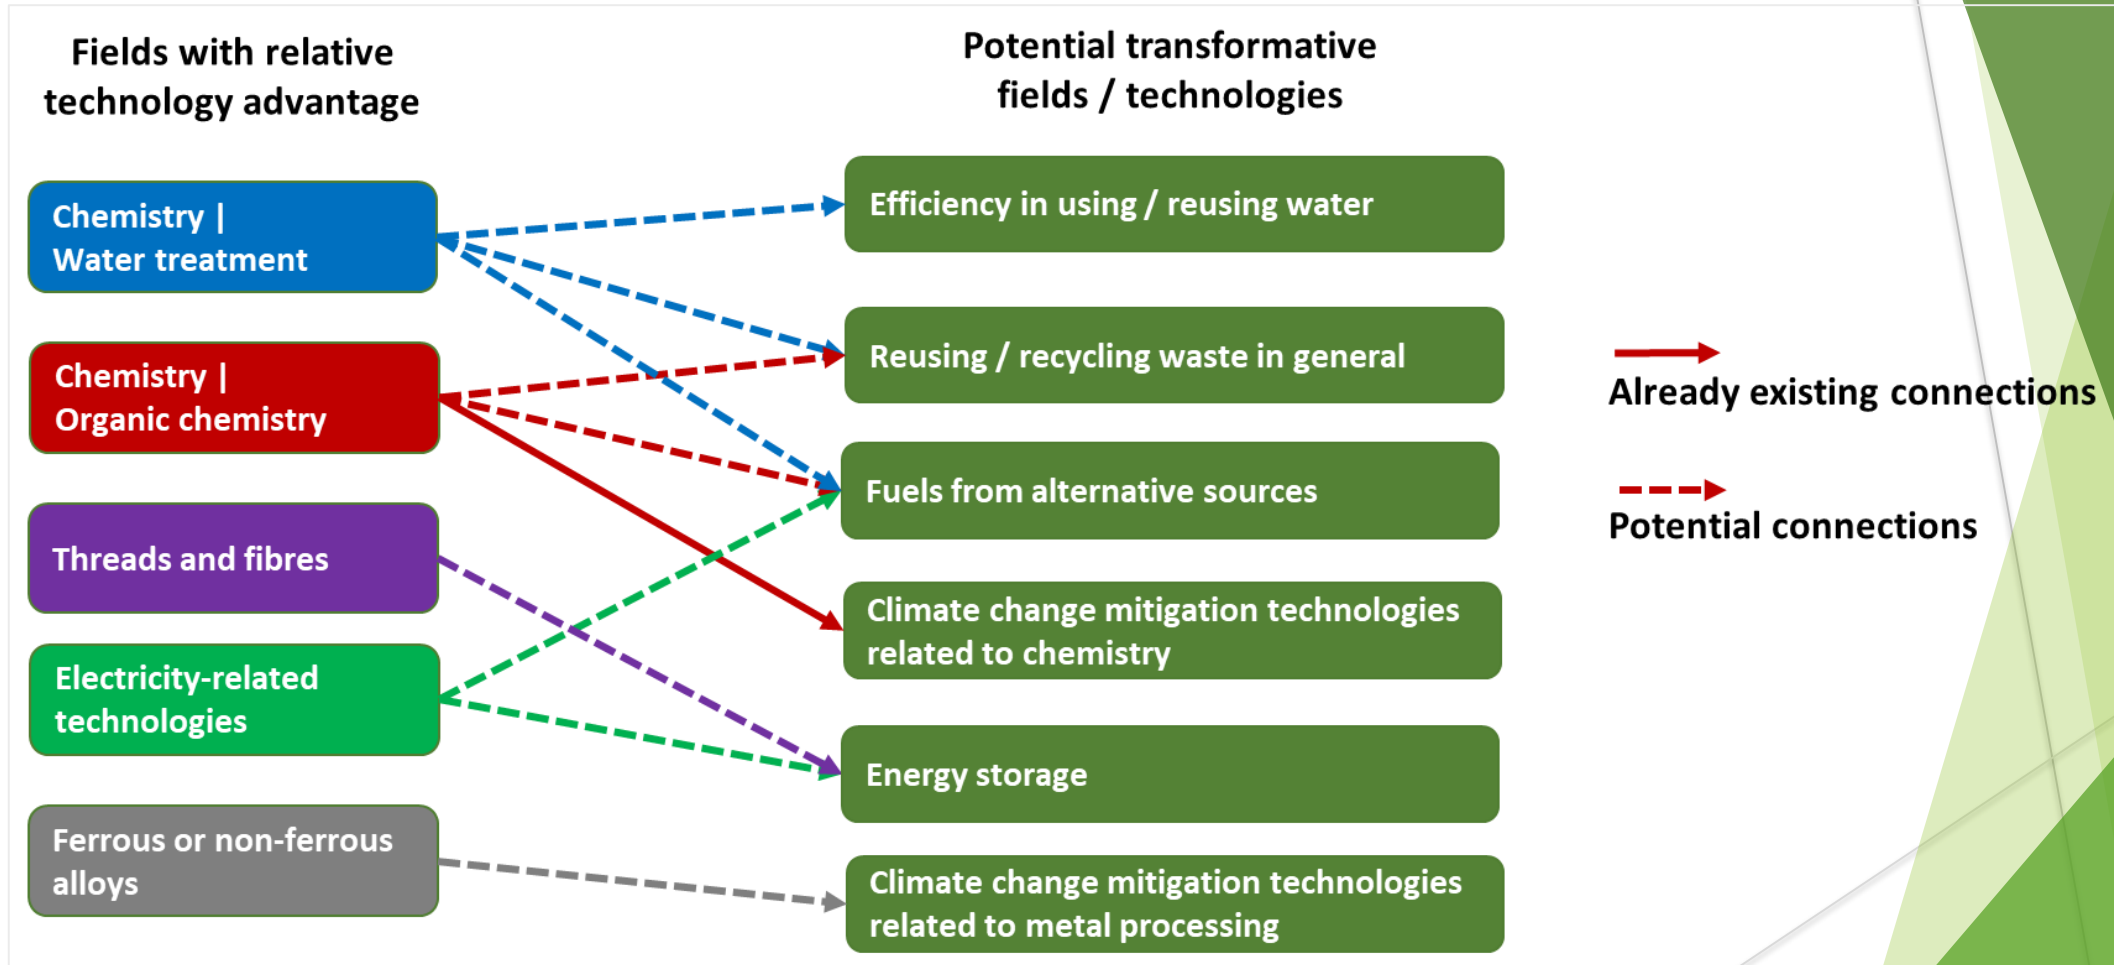 Fields with relative
technology advantage
Potential transformative
fields / technologies
Chemistry |
Water treatment
Chemistry |
Organic chemistry
Threads and fibres
Electricity-related
technologies
Ferrous or non-ferrous
alloys
Efficiency in using / reusing water
Reusing / recycling waste in general
Fuels from alternative sources
Climate change mitigation technologies
related to chemistry
Energy storage
Climate change mitigation technologies
related to metal processing
Already existing connections
Potential connections